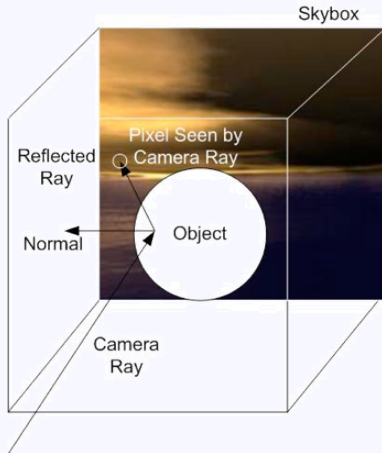 Skybox
Pixel Seen by
Camera Ray
Reflected
Ray
Normal
Object
Camera
Ray